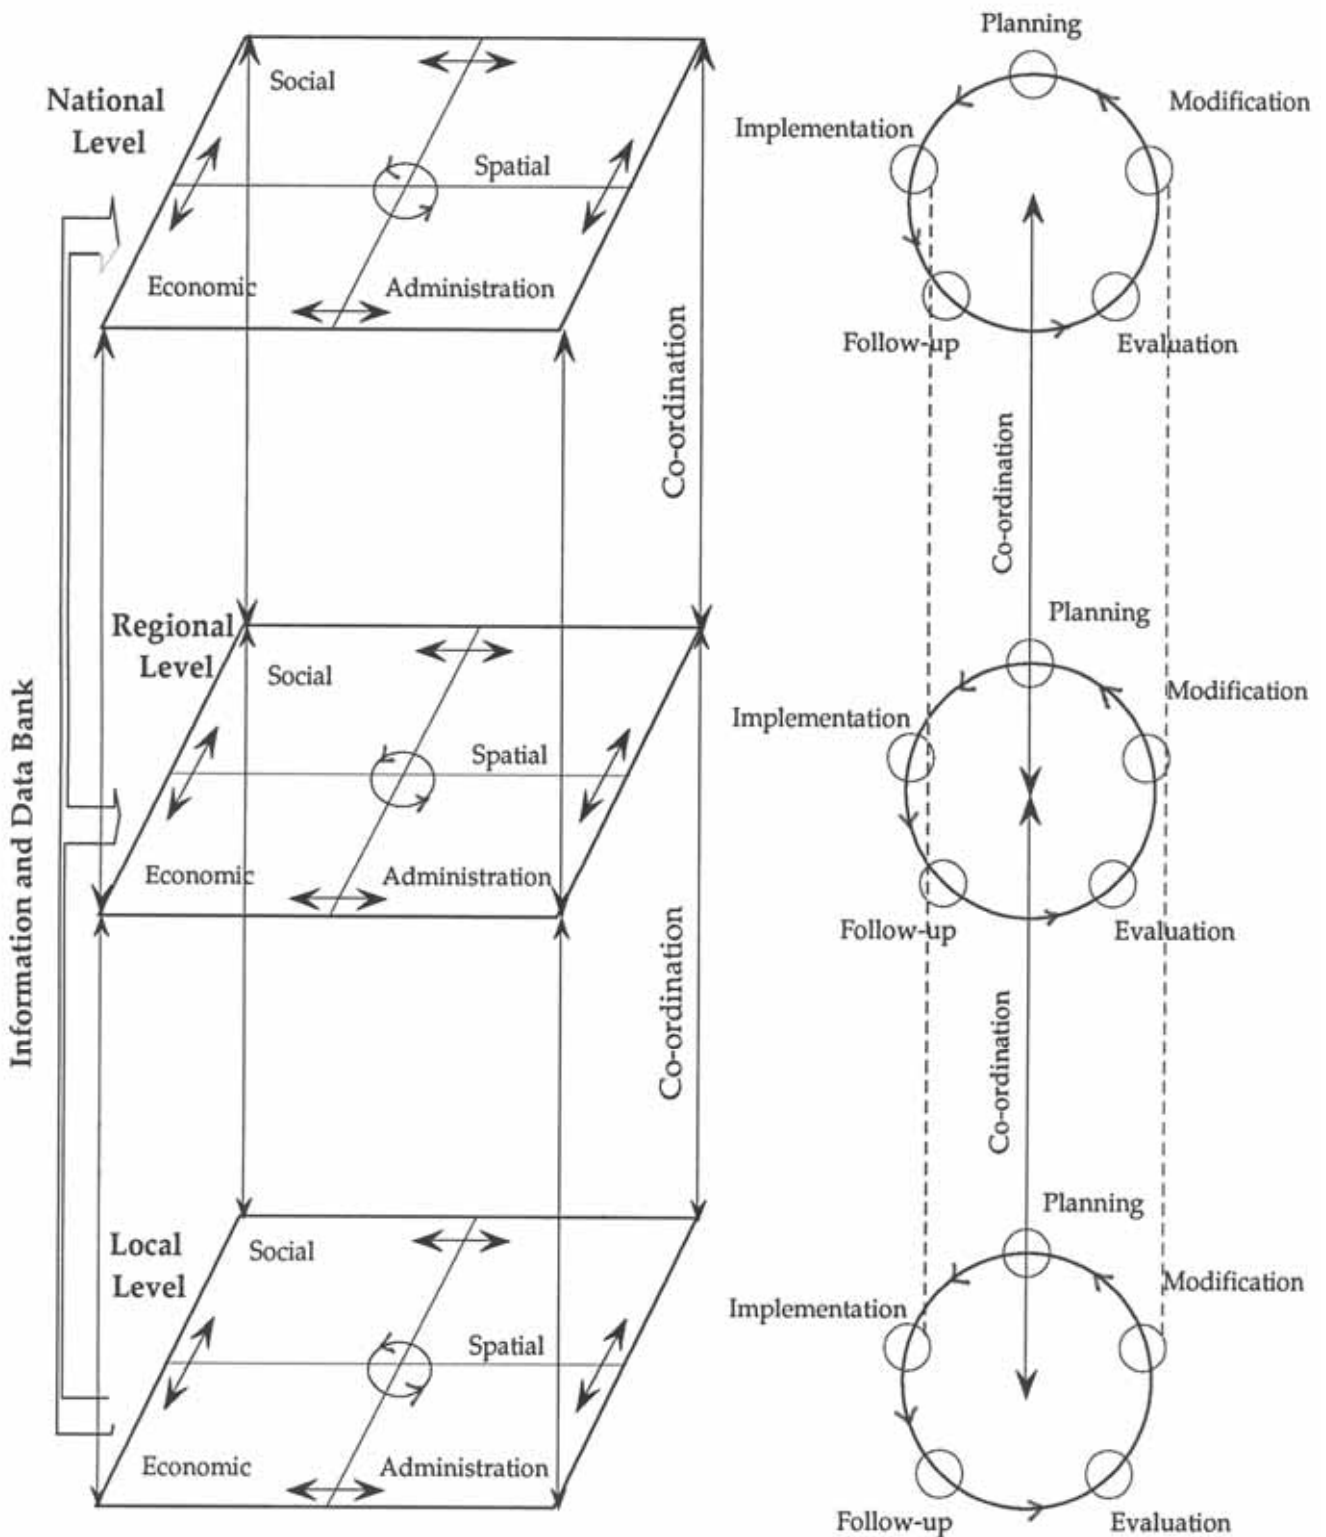 Planning
Social
National
Level
Modification
Implementation
Spatial
Economic
Administration
Follow-up
Evaluation
Co-ordination
Co-ordination
Planning
Regional
Level
Social
Modification
Implementation
Spatial
Economic
Administration
Follow-up
Evaluation
Information and Data Bank
Co-ordination
Co-ordination
Planning
Local
Level
Social
Modification
Implementation
Spatial
Economic
Administration
Follow-up
Evaluation